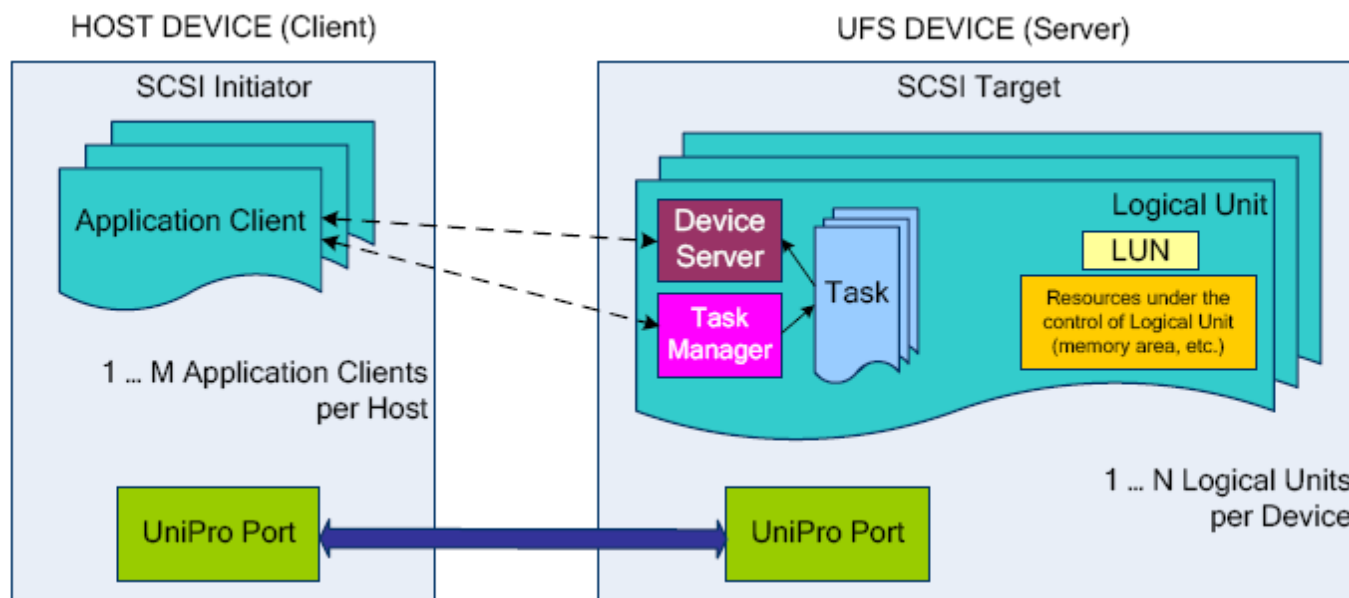 HOST DEVICE (Client)
UFS DEVICE (Server)
SCSI Initiator
Application Client
1 ... M Application Clients
per Host
UniPro Port
SCSI Target
Logical Unit
Device
Server
Task
Manager
Task
LUN
Resources under the
control of Logical Unit
(memory area, etc.)
1 ... N Logical Units
per Device
UniPro Port